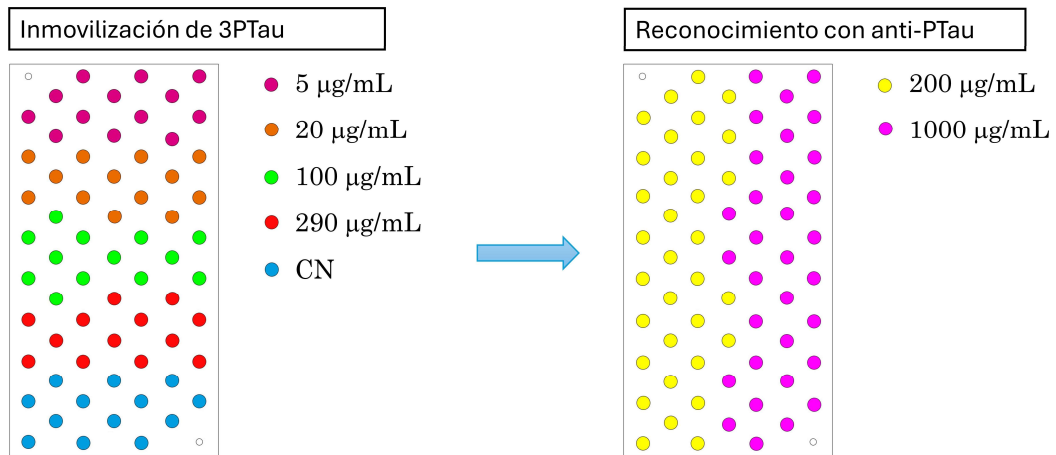 Inmovilización de 3PTau
5 μg/mL
20 μg/mL
100 μg/mL
290 μg/mL
CN
Reconocimiento con anti-PTau
200 μg/mL
1000 μg/mL